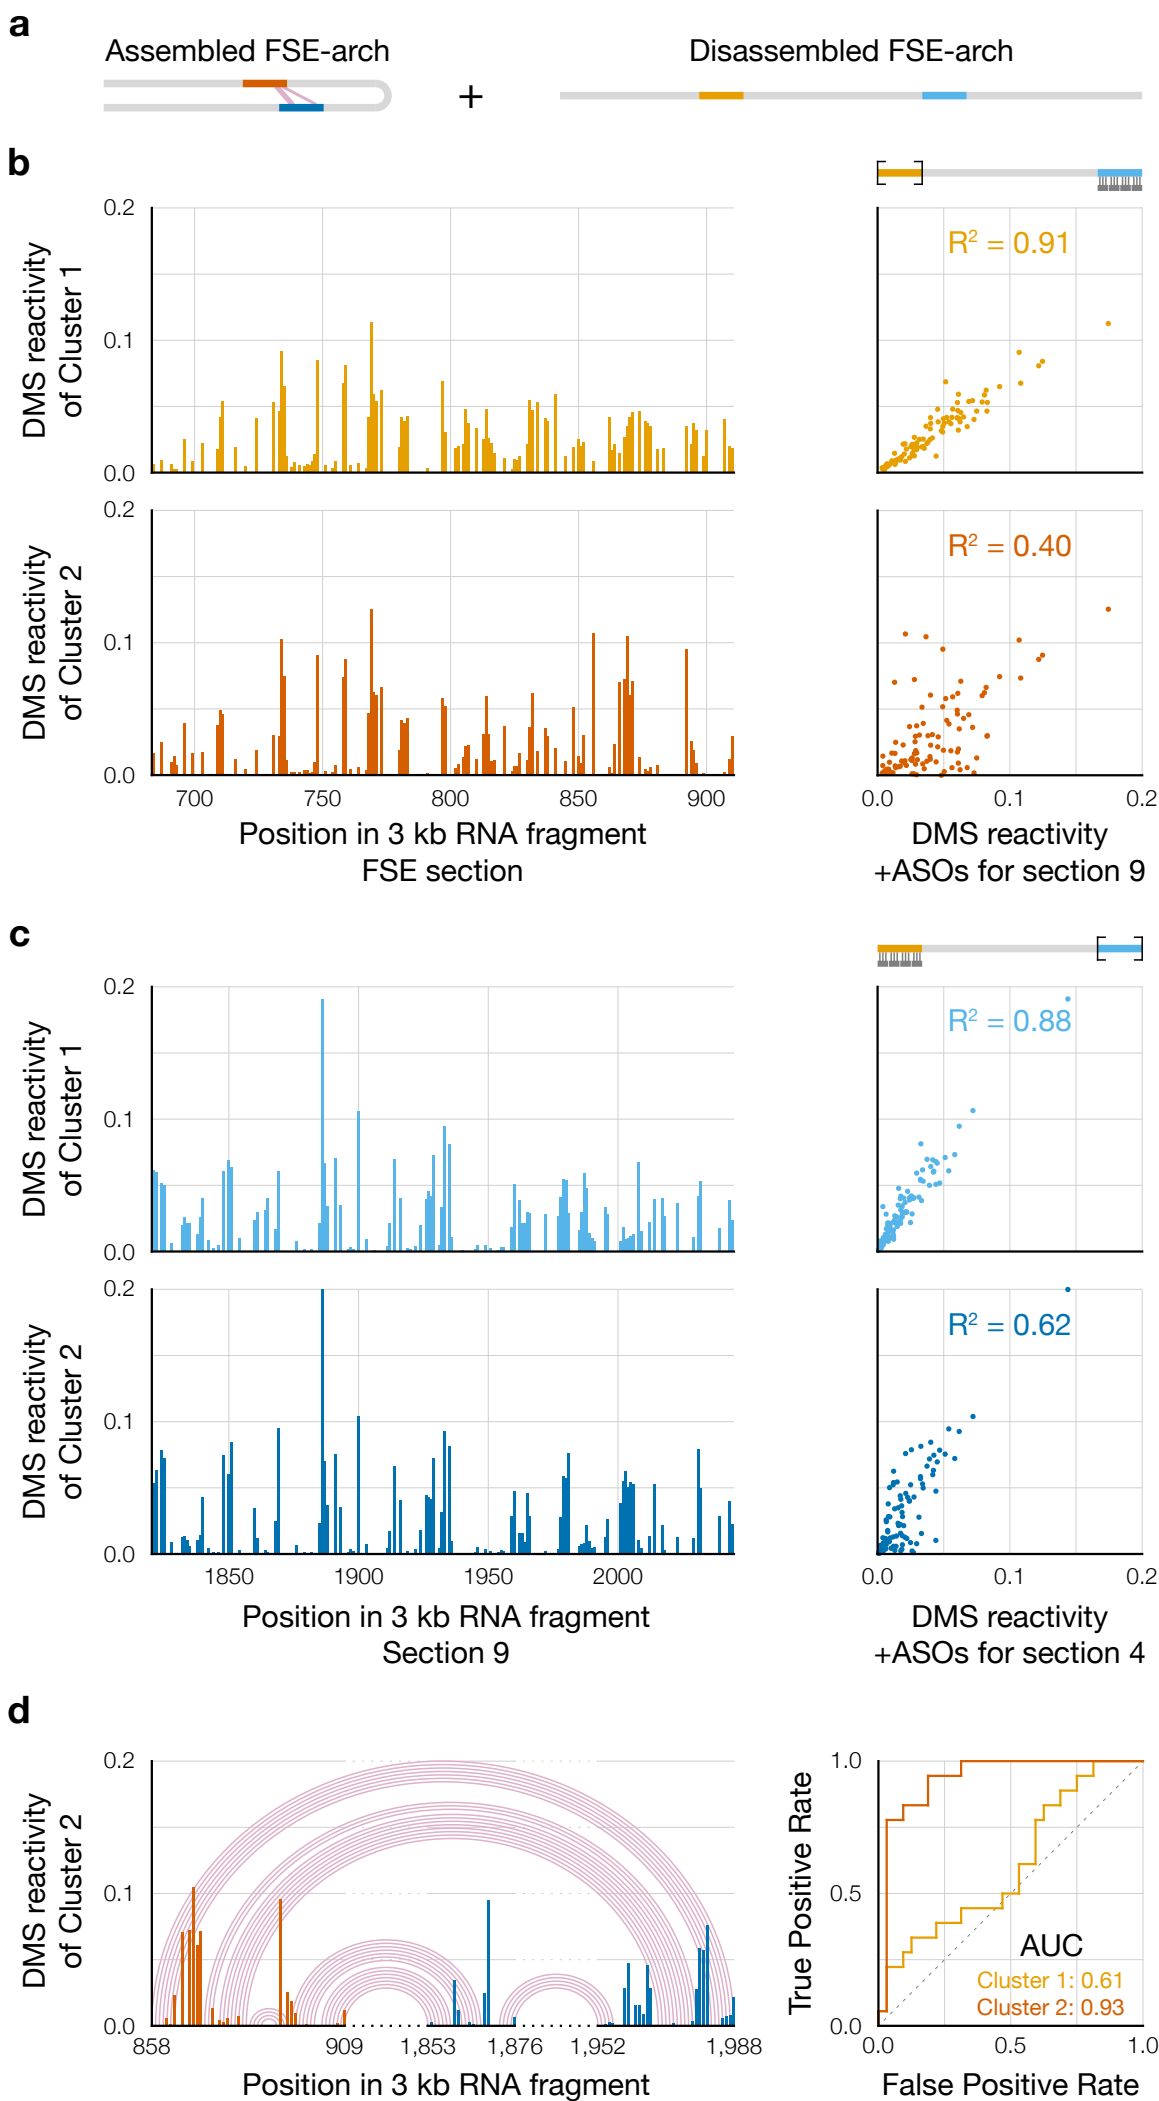 a
Assembled FSE-arch
Disassembled FSE-arch
+
b
DMS reactivity
of Cluster 1
0.2
0.1
0.0
R² = 0.91
DMS reactivity
of Cluster 2
0.2
0.1
0.0
700 750 800 850 900
Position in 3 kb RNA fragment
FSE section
R² = 0.40
0.0 0.1 0.2
DMS reactivity
+ASOs for section 9
c
DMS reactivity
of Cluster 1
0.2
0.1
0.0
R² = 0.88
DMS reactivity
of Cluster 2
0.2
0.1
0.0
1850 1900 1950 2000
Position in 3 kb RNA fragment
Section 9
R² = 0.62
0.0 0.1 0.2
DMS reactivity
+ASOs for section 4
d
DMS reactivity
of Cluster 2
0.2
0.1
0.0
858 909 1,853 1,876 1,952 1,988
Position in 3 kb RNA fragment
True Positive Rate
1.0
0.5
0.0
AUC
Cluster 1: 0.61
Cluster 2: 0.93
0.0 0.5 1.0
False Positive Rate